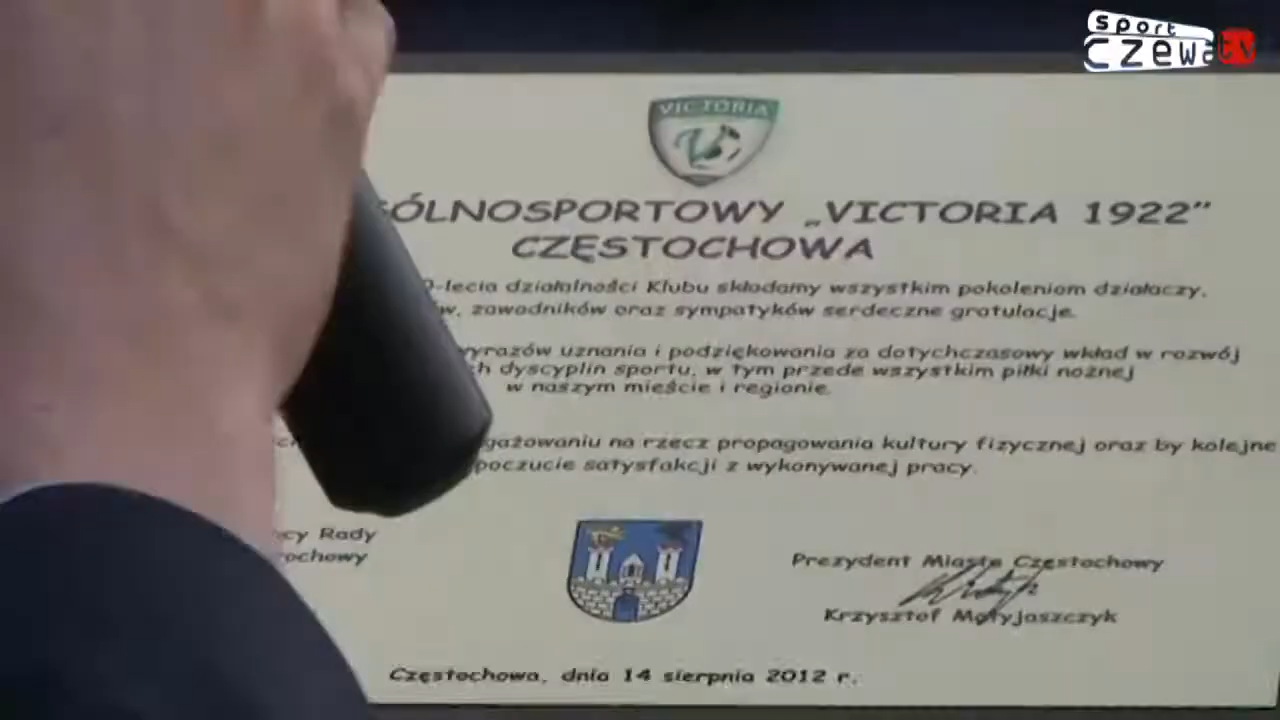 sport
czewa tv
VICTORIA
ÓLNOSPORTOWY „VICTORIA 1922”
CZĘSTOCHOWA
-lecia działalności Klubu składamy wszystkim pokoleniom działaczy,
w, zawodników oraz sympatyków serdeczne gratulacje.
wyrazów uznania i podziękowania za dotychczasowy wkład w rozwój
h dyscyplin sportu, w tym przede wszystkim piłki nożnej
w naszym mieście i regionie.
gażowaniu na rzecz propagowania kultury fizycznej oraz by kolejne
poczucie satysfakcji z wykonywanej pracy.
cy Rady
ochowy
Prezydent Miasta Częstochowy
Krzysztof Matyjaszczyk
Częstochowa, dnia 14 sierpnia 2012 r.